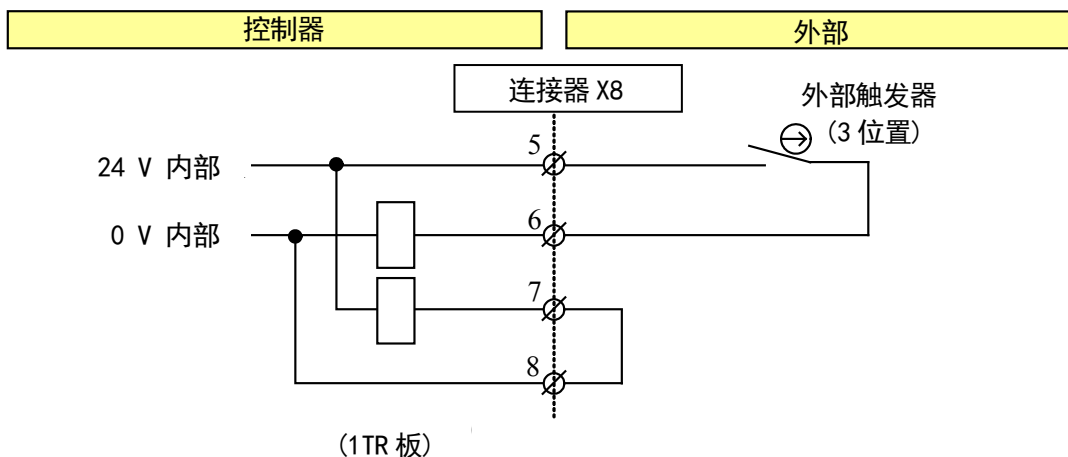 控制器
外部
连接器 X8
外部触发器
(3 位置)
5
24 V 内部
6
0 V 内部
7
8
(1TR 板)